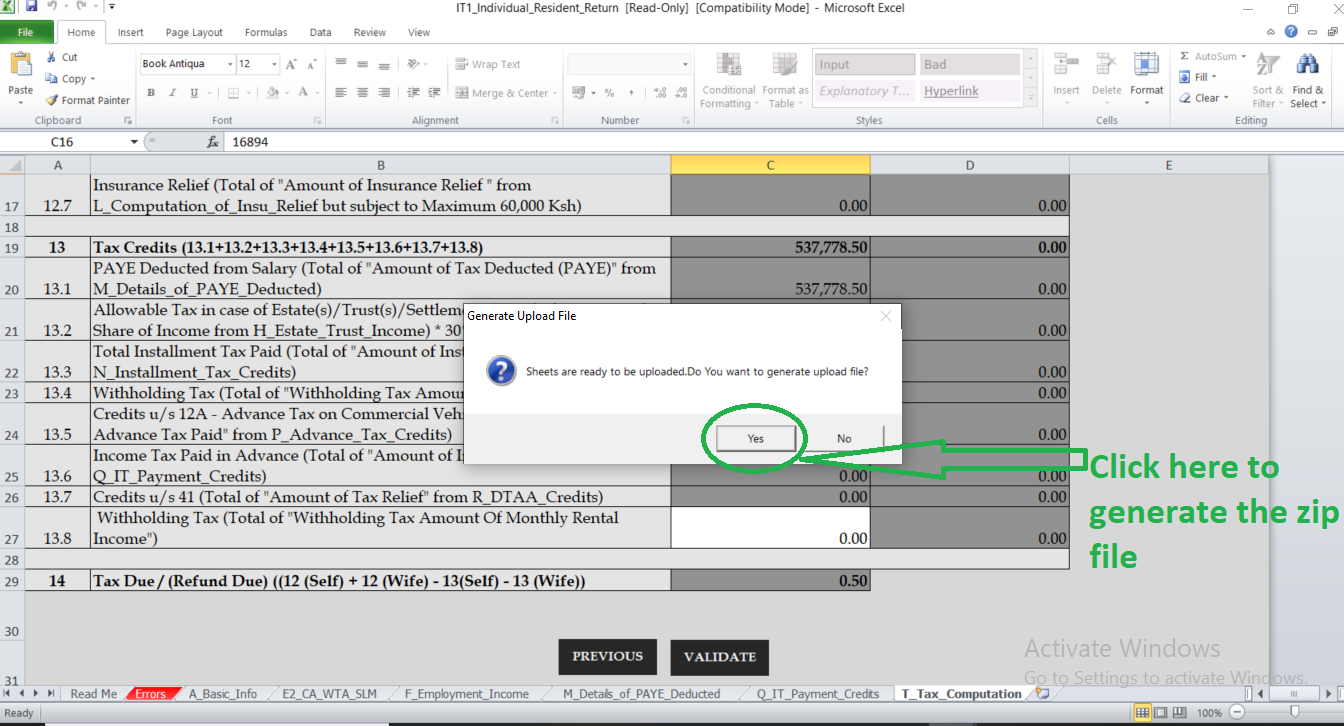 IT1_Individual_Resident_Return [Read-Only] [Compatibility Mode] - Microsoft Excel
File Home Insert Page Layout Formulas Data Review View
Cut
Copy
Format Painter
Paste
Clipboard
Book Antiqua 12
B I U
Font
Wrap Text
Merge & Center
Alignment
% ,
Number
Conditional Formatting
Format as Table
Input Bad
Explanatory T... Hyperlink
Styles
Insert Delete Format
Cells
Σ AutoSum
Fill
Clear
Sort & Filter
Find & Select
Editing
C16 fx 16894
A B C D E
17 12.7 Insurance Relief (Total of "Amount of Insurance Relief " from
L_Computation_of_Insu_Relief but subject to Maximum 60,000 Ksh) 0.00 0.00
18
19 13 Tax Credits (13.1+13.2+13.3+13.4+13.5+13.6+13.7+13.8) 537,778.50 0.00
20 13.1 PAYE Deducted from Salary (Total of "Amount of Tax Deducted (PAYE)" from
M_Details_of_PAYE_Deducted) 537,778.50 0.00
21 13.2 Allowable Tax in case of Estate(s)/Trust(s)/Settlem
Share of Income from H_Estate_Trust_Income) * 30 0.00
22 13.3 Total Installment Tax Paid (Total of "Amount of Inst
N_Installment_Tax_Credits) 0.00
23 13.4 Withholding Tax (Total of "Withholding Tax Amou 0.00
24 13.5 Credits u/s 12A - Advance Tax on Commercial Veh
Advance Tax Paid" from P_Advance_Tax_Credits) 0.00
25 13.6 Income Tax Paid in Advance (Total of "Amount of I
Q_IT_Payment_Credits) 0.00 0.00
26 13.7 Credits u/s 41 (Total of "Amount of Tax Relief" from R_DTAA_Credits) 0.00 0.00
27 13.8 Withholding Tax (Total of "Withholding Tax Amount Of Monthly Rental
Income") 0.00 0.00
28
29 14 Tax Due / (Refund Due) ((12 (Self) + 12 (Wife) - 13(Self) - 13 (Wife)) 0.50
30
31
Generate Upload File
Sheets are ready to be uploaded.Do You want to generate upload file?
Yes No
Click here to
generate the zip
file
PREVIOUS VALIDATE
Activate Windows
Go to Settings to activate Windows.
Read Me Errors A_Basic_Info E2_CA_WTA_SLM F_Employment_Income M_Details_of_PAYE_Deducted Q_IT_Payment_Credits T_Tax_Computation
Ready 100%